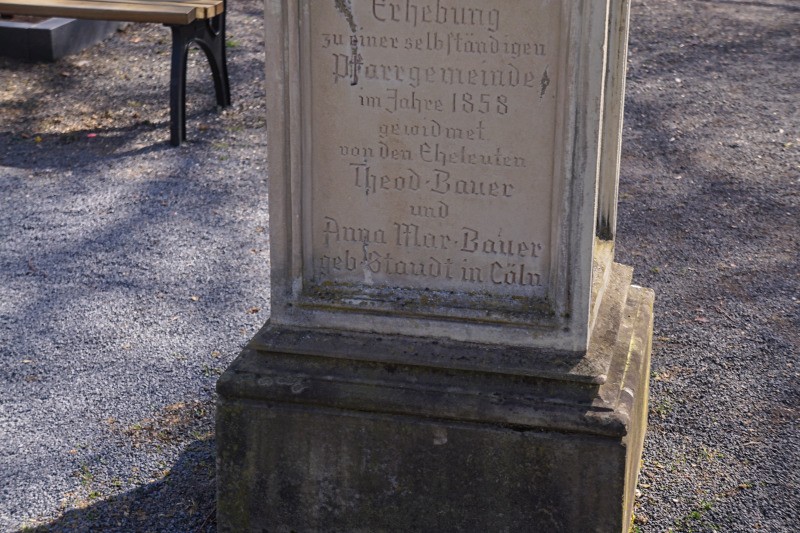 Erhebung
zu einer selbständigen
Pfarrgemeinde
im Jahre 1858
gewidmet
von den Eheleuten
Theod. Bauer
und
Anna Mar. Bauer
geb. Staudt in Cöln